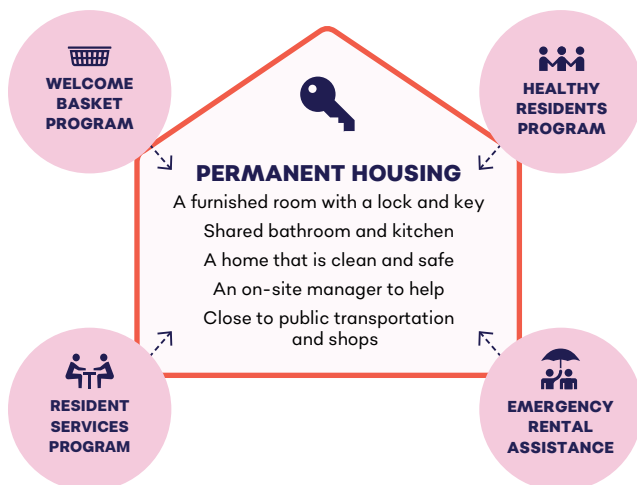 WELCOME
BASKET
PROGRAM
HEALTHY
RESIDENTS
PROGRAM
PERMANENT HOUSING
A furnished room with a lock and key
Shared bathroom and kitchen
A home that is clean and safe
An on-site manager to help
Close to public transportation
and shops
RESIDENT
SERVICES
PROGRAM
EMERGENCY
RENTAL
ASSISTANCE